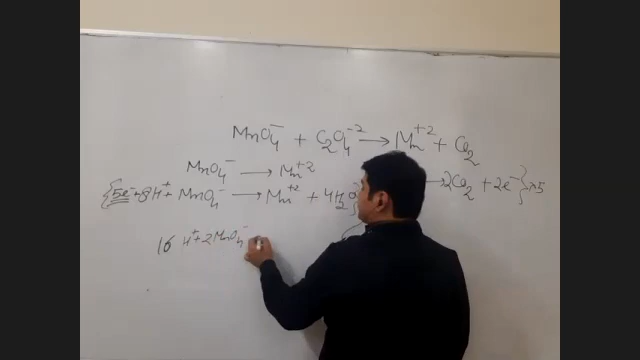 MnO₄⁻ + C₂O₄⁻² → Mn⁺² + CO₂
MnO₄⁻ → Mn⁺²
{5e⁻ + 8H⁺ + MnO₄⁻ → Mn⁺² + 4H₂O} → 2CO₂ + 2e⁻} ×5
16 H⁺ + 2MnO₄⁻